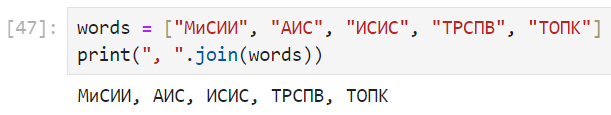 [47]: words = ["МиСИИ", "АИС", "ИСИС", "ТРСПВ", "ТОПК"]
print(", ".join(words))
МиСИИ, АИС, ИСИС, ТРСПВ, ТОПК